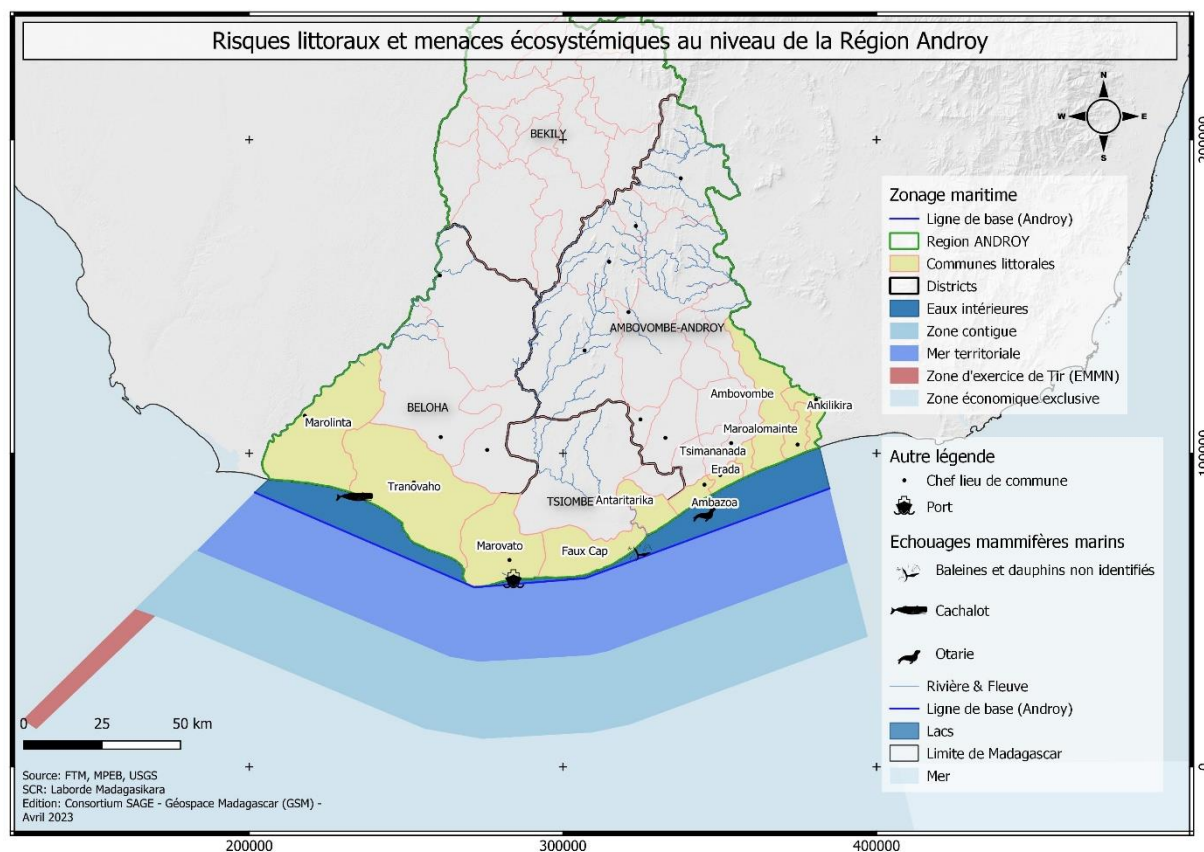 Risques littoraux et menaces écosystémiques au niveau de la Région Androy
N
W
E
S
BEKILY
AMBOVOMBE-ANDROY
BELOHA
TSIOMBE
Marolinta
Tranovaho
Marovato
Faux Cap
Antaritarika
Ambovombe
Ankilikira
Maroalomainte
Tsimananada
Erada
Ambazoa
Zonage maritime
Ligne de base (Androy)
Region ANDROY
Communes littorales
Districts
Eaux intérieures
Zone contigue
Mer territoriale
Zone d'exercice de Tir (EMMN)
Zone économique exclusive
Autre légende
Chef lieu de commune
Port
Echouages mammifères marins
Baleines et dauphins non identifiés
Cachalot
Otarie
Rivière & Fleuve
Ligne de base (Androy)
Lacs
Limite de Madagascar
Mer
0 25 50 km
Source: FTM, MPEB, USGS
SCR: Laborde Madagasikara
Edition: Consortium SAGE - Géospace Madagascar (GSM) -
Avril 2023
200000
100000
0
200000 300000 400000